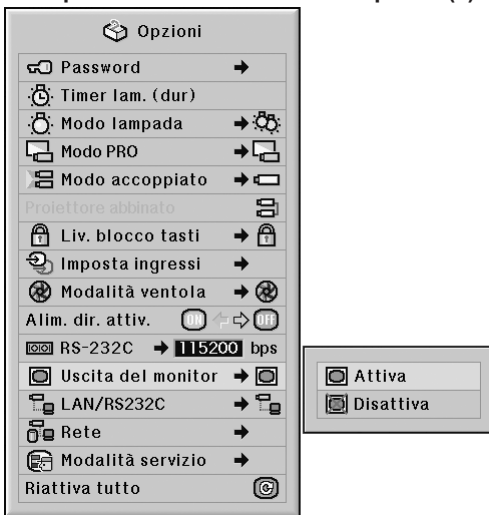 Opzioni
Password
Timer lam. (dur)
Modo lampada
Modo PRO
Modo accoppiato
Proiettore abbinato
Liv. blocco tasti
Imposta ingressi
Modalità ventola
Alim. dir. attiv. ON OFF
RS-232C 115200 bps
Uscita del monitor
LAN/RS232C
Rete
Modalità servizio
Riattiva tutto
Attiva
Disattiva